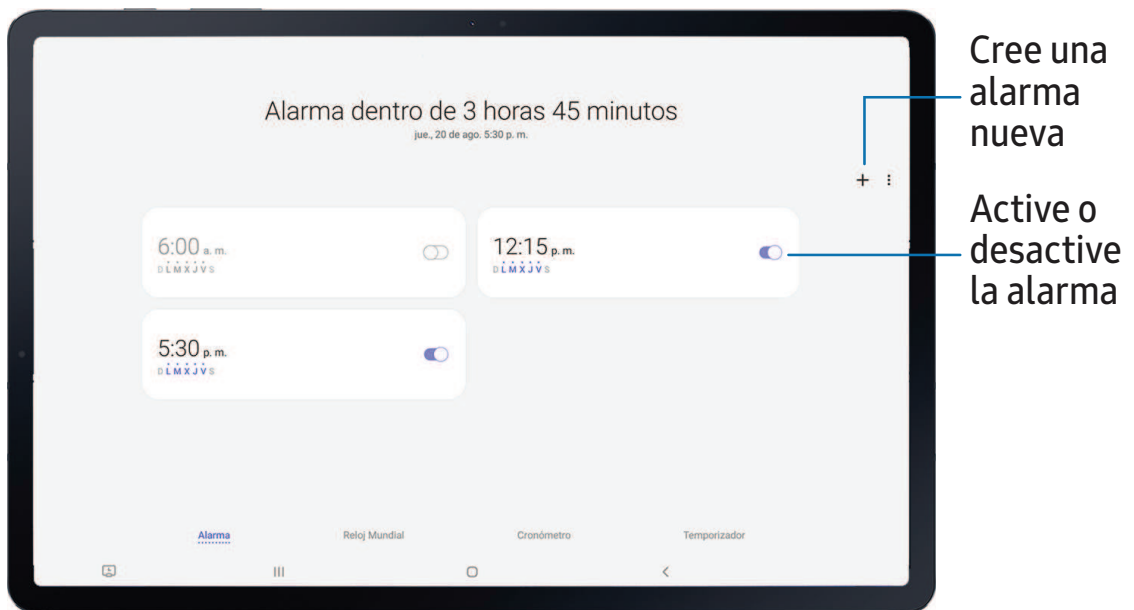 Alarma dentro de 3 horas 45 minutos
jue., 20 de ago. 5:30 p. m.
Cree una
alarma
nueva
6:00 a. m.
D L M X J V S
12:15 p. m.
D L M X J V S
Active o
desactive
la alarma
5:30 p. m.
D L M X J V S
Alarma
Reloj Mundial
Cronómetro
Temporizador